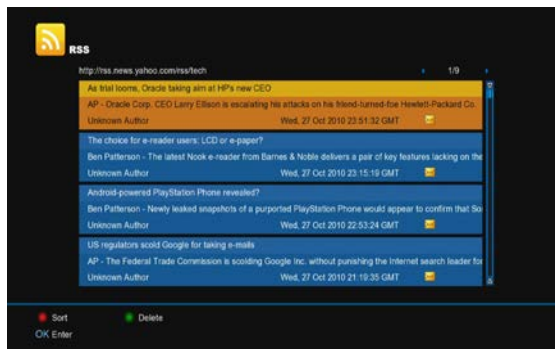 RSS
http://rss.news.yahoo.com/rss/tech 1/9
As trial looms, Oracle taking aim at HP's new CEO
AP - Oracle Corp. CEO Larry Ellison is escalating his attacks on his friend-turned-foe Hewlett-Packard Co.
Unknown Author Wed, 27 Oct 2010 23:51:32 GMT
The choice for e-reader users: LCD or e-paper?
Ben Patterson - The latest Nook e-reader from Barnes & Noble delivers a pair of key features lacking on the
Unknown Author Wed, 27 Oct 2010 23:15:19 GMT
Android-powered PlayStation Phone revealed?
Ben Patterson - Newly leaked snapshots of a purported PlayStation Phone would appear to confirm that So
Unknown Author Wed, 27 Oct 2010 22:53:24 GMT
US regulators scold Google for taking e-mails
AP - The Federal Trade Commission is scolding Google Inc. without punishing the Internet search leader for
Unknown Author Wed, 27 Oct 2010 21:19:35 GMT
Sort Delete
OK Enter